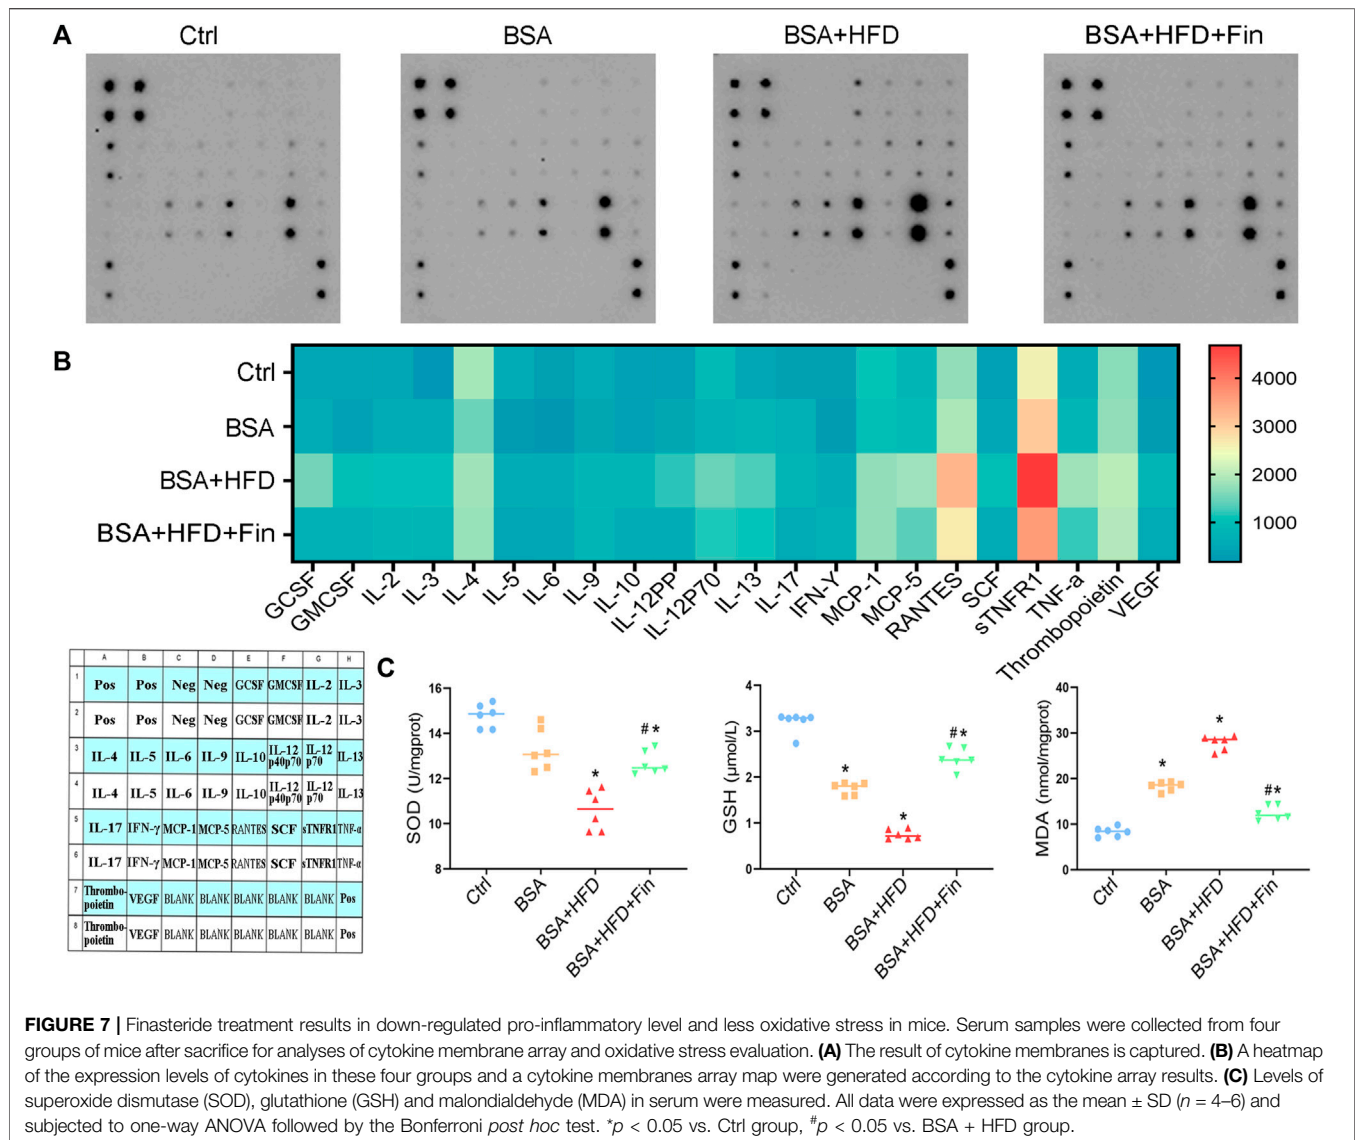 A
Ctrl
BSA
BSA+HFD
BSA+HFD+Fin
B
Ctrl
BSA
BSA+HFD
BSA+HFD+Fin
4000
3000
2000
1000
GCSF
GMCSF
IL-2
IL-3
IL-4
IL-5
IL-6
IL-9
IL-10
IL-12PP
IL-12P70
IL-13
IL-17
IFN-Y
MCP-1
MCP-5
RANTES
SCF
sTNFR1
TNF-a
Thrombopoietin
VEGF
A B C D E F G H
1 Pos Pos Neg Neg GCSF GMCSF IL-2 IL-3
2 Pos Pos Neg Neg GCSF GMCSF IL-2 IL-3
3 IL-4 IL-5 IL-6 IL-9 IL-10 IL-12 p40p70 IL-12 p70 IL-13
4 IL-4 IL-5 IL-6 IL-9 IL-10 IL-12 p40p70 IL-12 p70 IL-13
5 IL-17 IFN-γ MCP-1 MCP-5 RANTES SCF sTNFR1 TNF-α
6 IL-17 IFN-γ MCP-1 MCP-5 RANTES SCF sTNFR1 TNF-α
7 Thrombo-poietin VEGF BLANK BLANK BLANK BLANK BLANK Pos
8 Thrombo-poietin VEGF BLANK BLANK BLANK BLANK BLANK Pos
C
SOD (U/mgprot)
16
14
12
10
8
*
# *
Ctrl
BSA
BSA+HFD
BSA+HFD+Fin
GSH (μmol/L)
4
3
2
1
0
*
*
#*
Ctrl
BSA
BSA+HFD
BSA+HFD+Fin
MDA (nmol/mgprot)
40
30
20
10
0
*
*
#*
Ctrl
BSA
BSA+HFD
BSA+HFD+Fin
FIGURE 7 | Finasteride treatment results in down-regulated pro-inflammatory level and less oxidative stress in mice. Serum samples were collected from four
groups of mice after sacrifice for analyses of cytokine membrane array and oxidative stress evaluation. (A) The result of cytokine membranes is captured. (B) A heatmap
of the expression levels of cytokines in these four groups and a cytokine membranes array map were generated according to the cytokine array results. (C) Levels of
superoxide dismutase (SOD), glutathione (GSH) and malondialdehyde (MDA) in serum were measured. All data were expressed as the mean ± SD (n = 4–6) and
subjected to one-way ANOVA followed by the Bonferroni post hoc test. *p < 0.05 vs. Ctrl group, #p < 0.05 vs. BSA + HFD group.